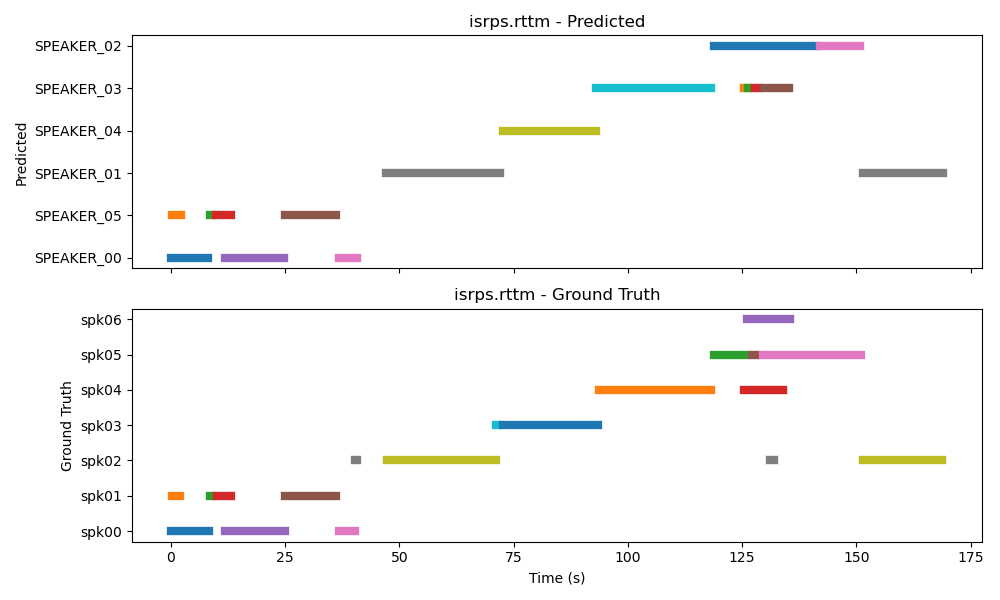 isrps.rttm - Predicted
SPEAKER_02
SPEAKER_03
SPEAKER_04
SPEAKER_01
SPEAKER_05
SPEAKER_00
Predicted
isrps.rttm - Ground Truth
spk06
spk05
spk04
spk03
spk02
spk01
spk00
Ground Truth
0 25 50 75 100 125 150 175
Time (s)